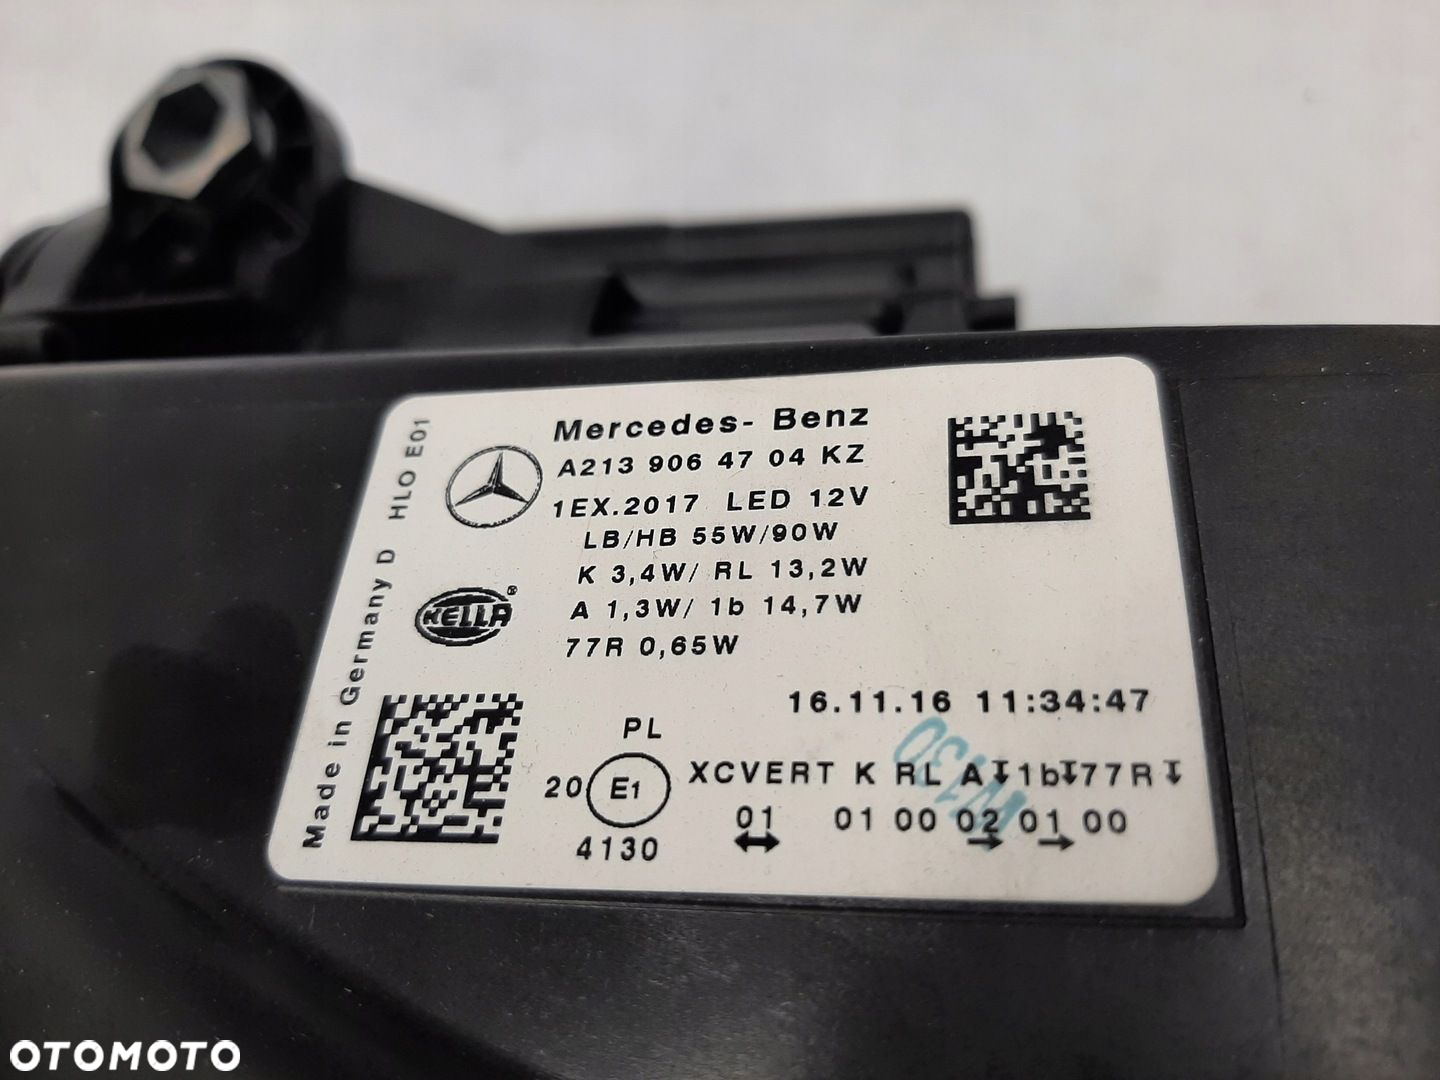 Mercedes- Benz
A213 906 47 04 KZ
1EX.2017 LED 12V
LB/HB 55W/90W
K 3,4W/ RL 13,2W
A 1,3W/ 1b 14,7W
77R 0,65W
HELLA®
Made in Germany D HLO E01
16.11.16 11:34:47
PL
20 E1 XCVERT K RL A↧1b↧77R↧
4130
01 01 00 02 01 00
↔ → →
OTOMOTO